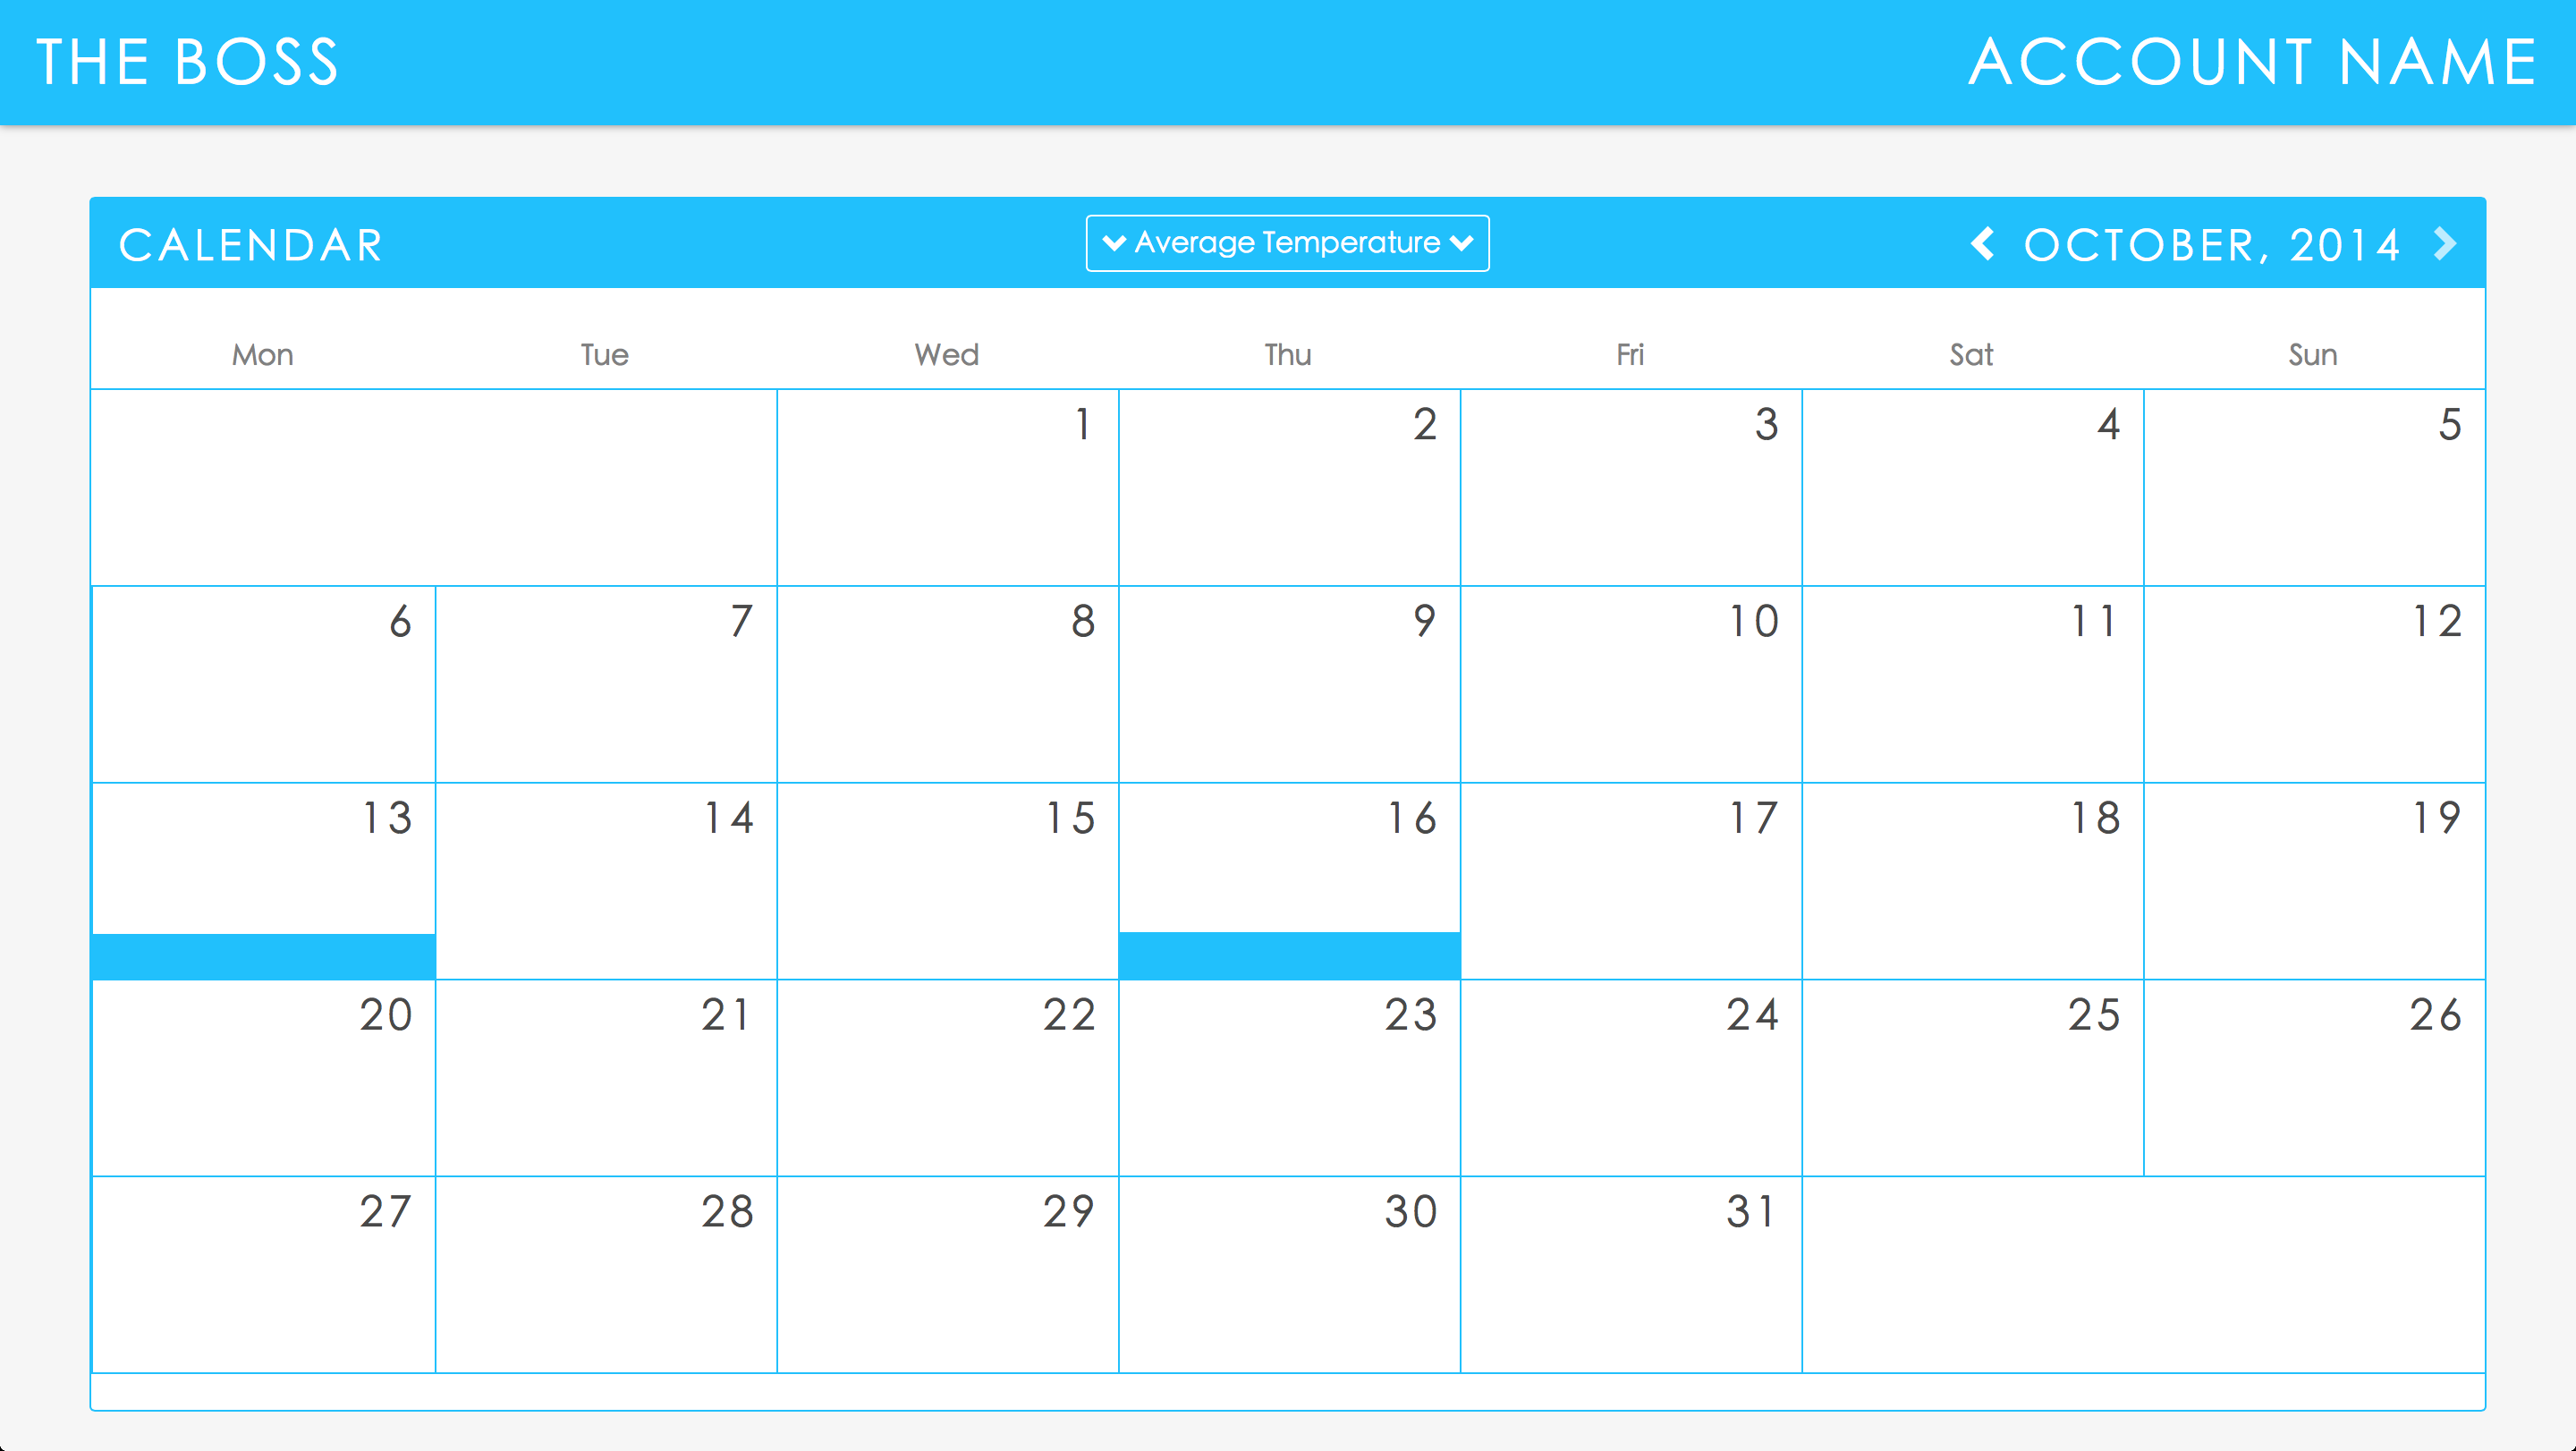 THE BOSS ACCOUNT NAME
CALENDAR Average Temperature OCTOBER, 2014
Mon Tue Wed Thu Fri Sat Sun
1 2 3 4 5
6 7 8 9 10 11 12
13 14 15 16 17 18 19
20 21 22 23 24 25 26
27 28 29 30 31